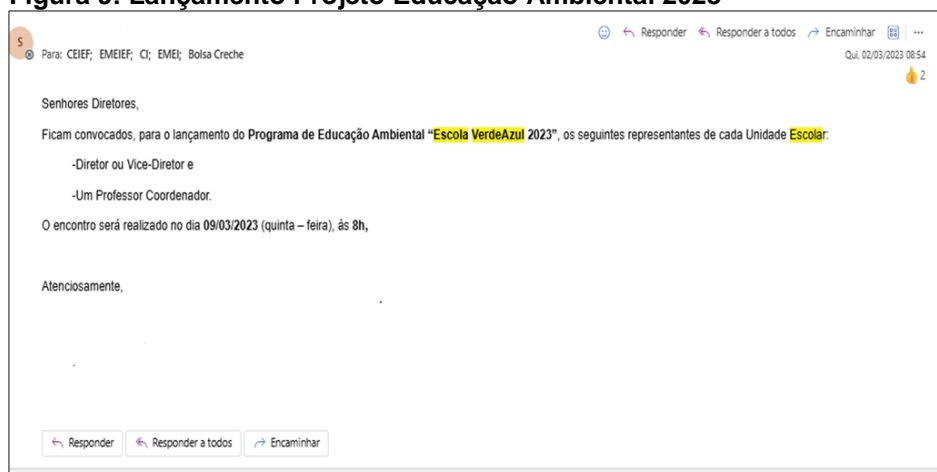 Figura 9: Lançamento Projeto Educação Ambiental 2023
Responder Responder a todos Encaminhar
S
Para: CEIEF; EMEIEF; CI; EMEI; Bolsa Creche
Qui, 02/03/2023 08:54
2
Senhores Diretores,
Ficam convocados, para o lançamento do Programa de Educação Ambiental “Escola VerdeAzul 2023”, os seguintes representantes de cada Unidade Escolar:
-Diretor ou Vice-Diretor e
-Um Professor Coordenador.
O encontro será realizado no dia 09/03/2023 (quinta – feira), às 8h,
Atenciosamente,
Responder Responder a todos Encaminhar